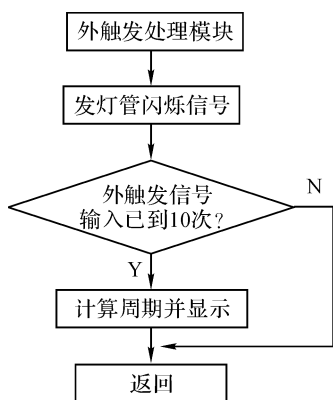 外触发处理模块
发灯管闪烁信号
外触发信号
输入已到10次?
N
Y
计算周期并显示
返回